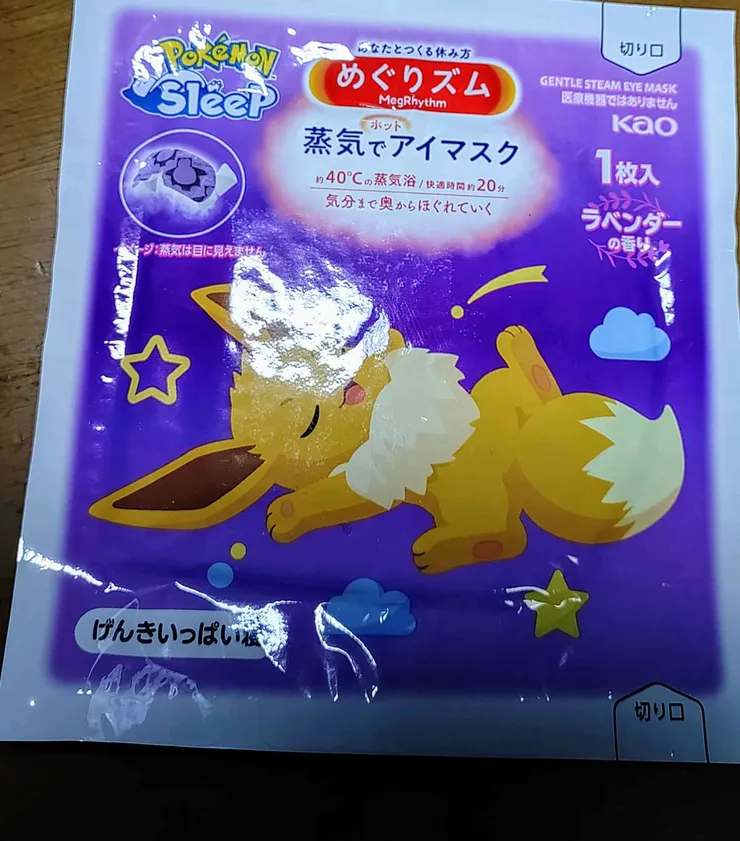 Pokémon
Sleep
あなたとつくる休み方
めぐりズム
MegRhythm
ホット
蒸気でアイマスク
約40℃の蒸気浴/快適時間約20分
気分まで奥からほぐれていく
切り口
GENTLE STEAM EYE MASK
医療機器ではありません
Kao
1枚入
ラベンダー
の香り
ージ:蒸気は目に見えません
げんきいっぱい寝
切り口